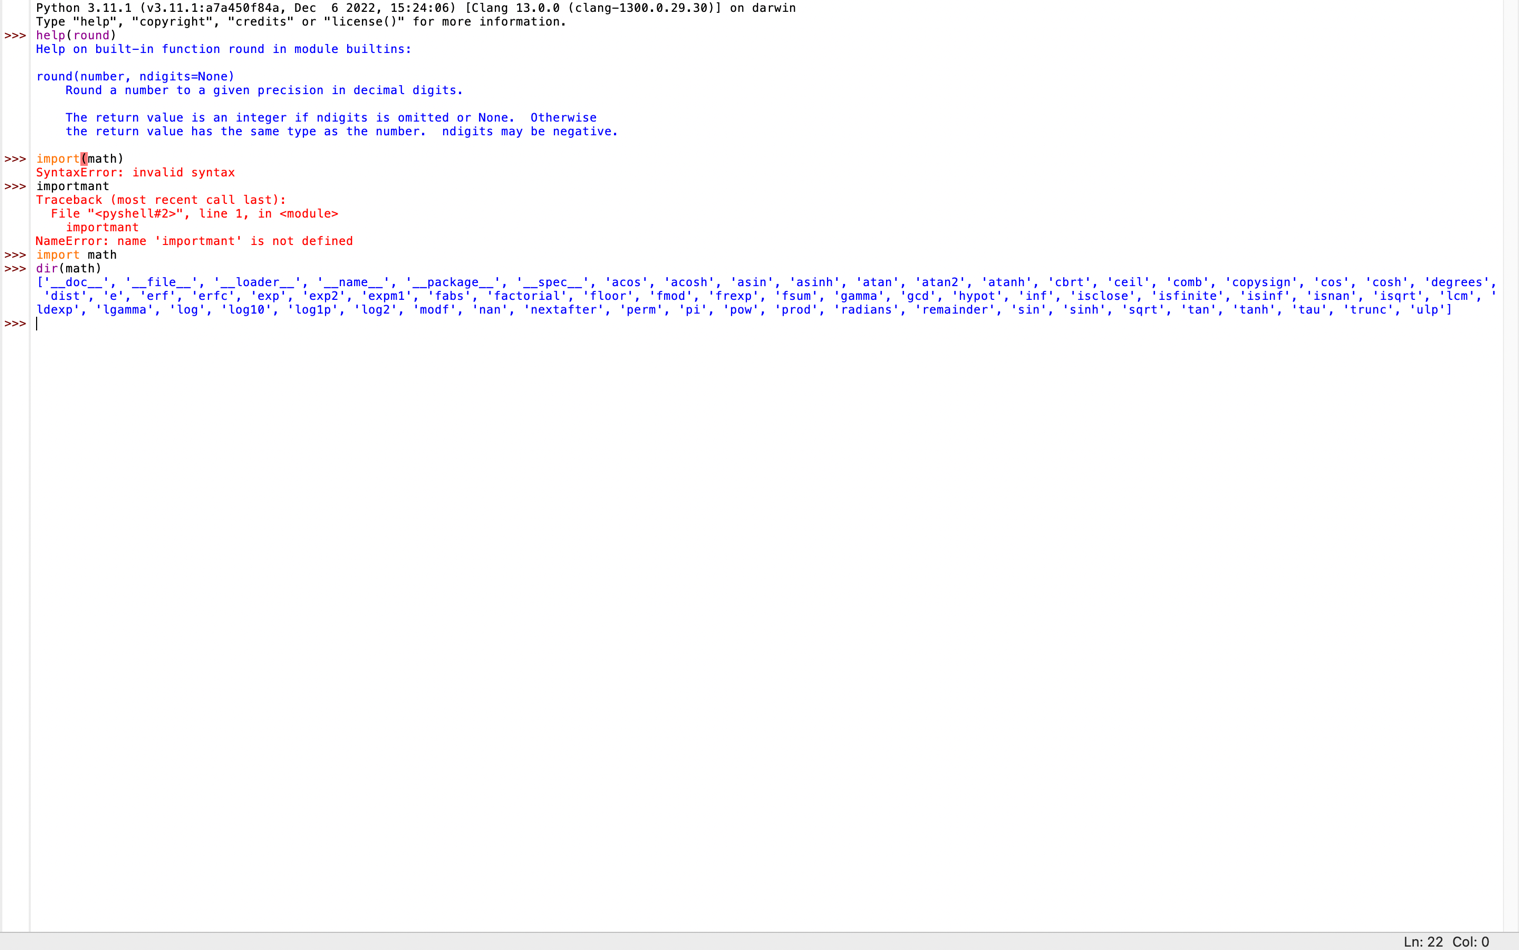 Python 3.11.1 (v3.11.1:a7a450f84a, Dec  6 2022, 15:24:06) [Clang 13.0.0 (clang-1300.0.29.30)] on darwin
Type "help", "copyright", "credits" or "license()" for more information.
>>> help(round)
Help on built-in function round in module builtins:

round(number, ndigits=None)
    Round a number to a given precision in decimal digits.

    The return value is an integer if ndigits is omitted or None.  Otherwise
    the return value has the same type as the number.  ndigits may be negative.

>>> import(math)
SyntaxError: invalid syntax
>>> importmant
Traceback (most recent call last):
  File "<pyshell#2>", line 1, in <module>
    importmant
NameError: name 'importmant' is not defined
>>> import math
>>> dir(math)
['__doc__', '__file__', '__loader__', '__name__', '__package__', '__spec__', 'acos', 'acosh', 'asin', 'asinh', 'atan', 'atan2', 'atanh', 'cbrt', 'ceil', 'comb', 'copysign', 'cos', 'cosh', 'degrees',
 'dist', 'e', 'erf', 'erfc', 'exp', 'exp2', 'expm1', 'fabs', 'factorial', 'floor', 'fmod', 'frexp', 'fsum', 'gamma', 'gcd', 'hypot', 'inf', 'isclose', 'isfinite', 'isinf', 'isnan', 'isqrt', 'lcm', '
ldexp', 'lgamma', 'log', 'log10', 'log1p', 'log2', 'modf', 'nan', 'nextafter', 'perm', 'pi', 'pow', 'prod', 'radians', 'remainder', 'sin', 'sinh', 'sqrt', 'tan', 'tanh', 'tau', 'trunc', 'ulp']
>>>
Ln: 22  Col: 0